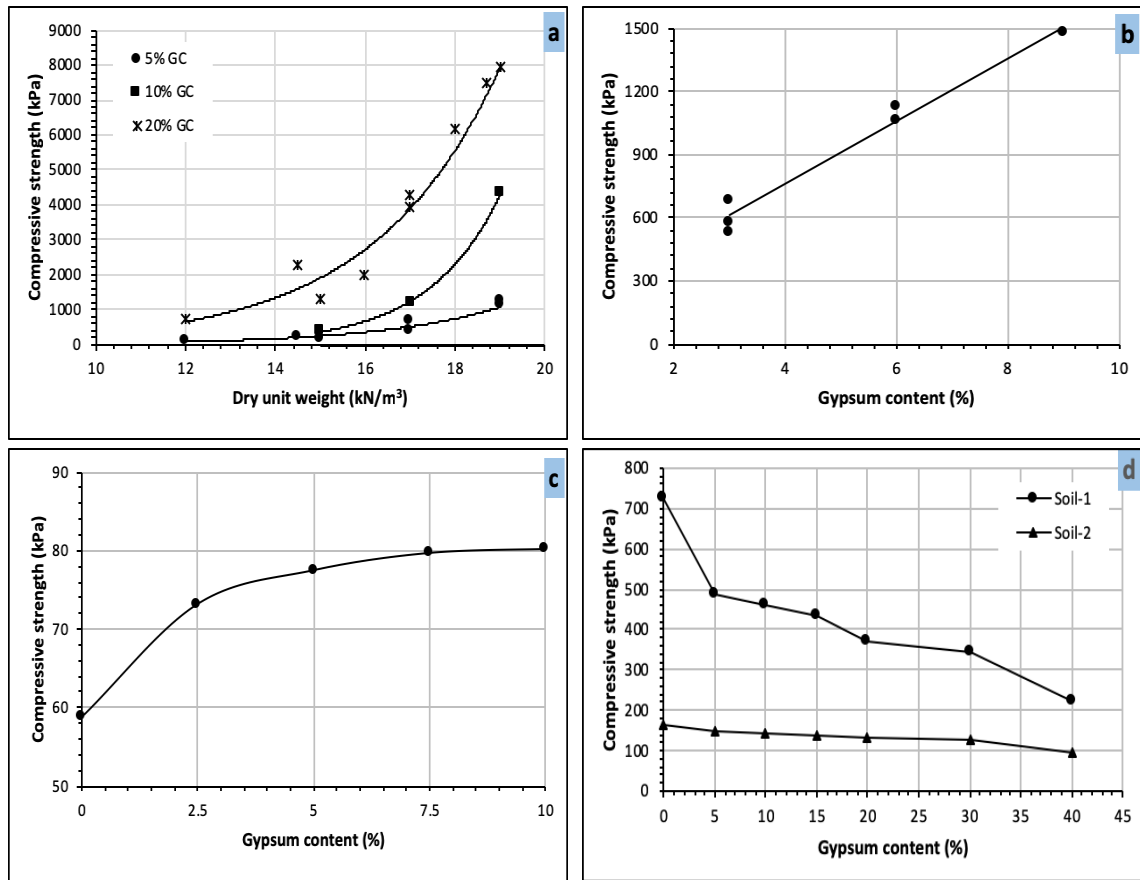 a
Compressive strength (kPa)
9000
8000
7000
6000
5000
4000
3000
2000
1000
0
5% GC
10% GC
20% GC
10 12 14 16 18 20
Dry unit weight (kN/m³)
b
Compressive strength (kPa)
1500
1200
900
600
300
0
2 4 6 8 10
Gypsum content (%)
c
Compressive strength (kPa)
90
80
70
60
50
0 2.5 5 7.5 10
Gypsum content (%)
d
Compressive strength (kPa)
800
700
600
500
400
300
200
100
0
Soil-1
Soil-2
0 5 10 15 20 25 30 35 40 45
Gypsum content (%)